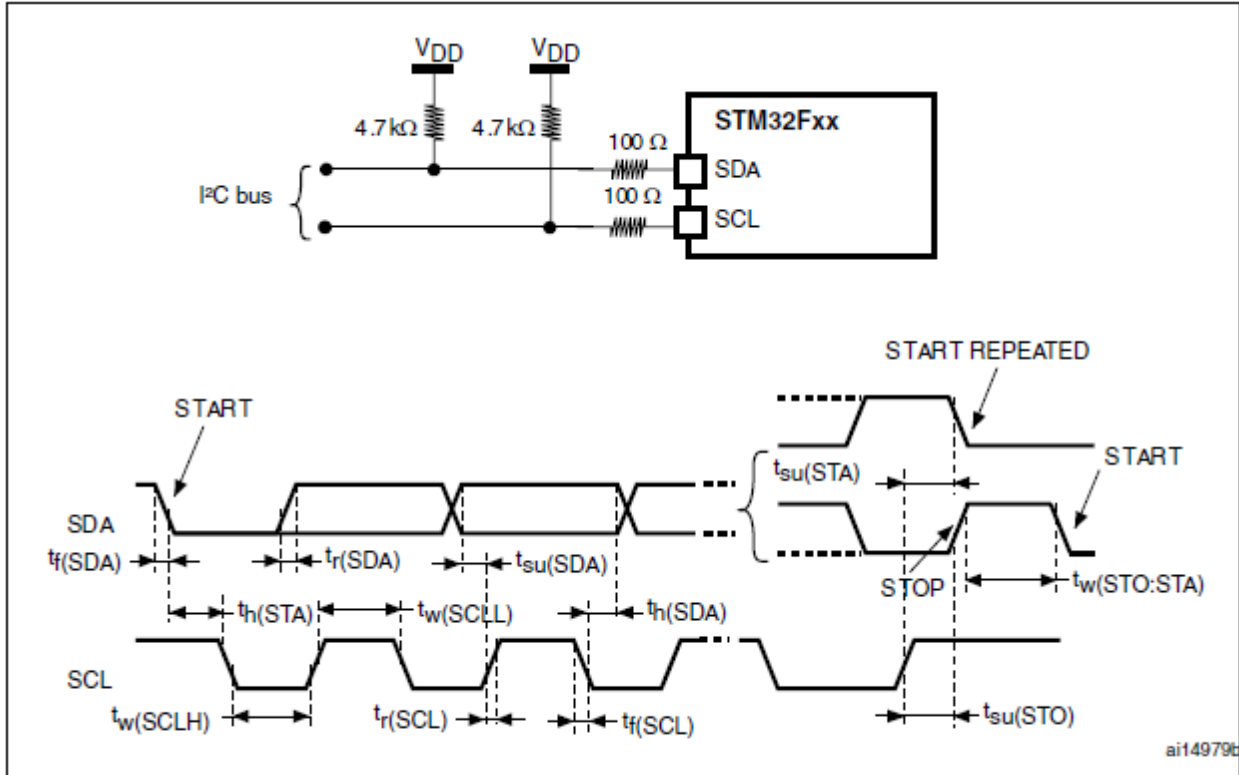 VDD VDD
4.7kΩ 4.7kΩ
STM32Fxx
100 Ω
SDA
I²C bus
100 Ω
SCL
START REPEATED
START
START
tsu(STA)
SDA
tf(SDA)
tr(SDA)
tsu(SDA)
STOP
tw(STO:STA)
th(STA)
tw(SCLL)
th(SDA)
SCL
tw(SCLH)
tr(SCL)
tf(SCL)
tsu(STO)
ai14979b